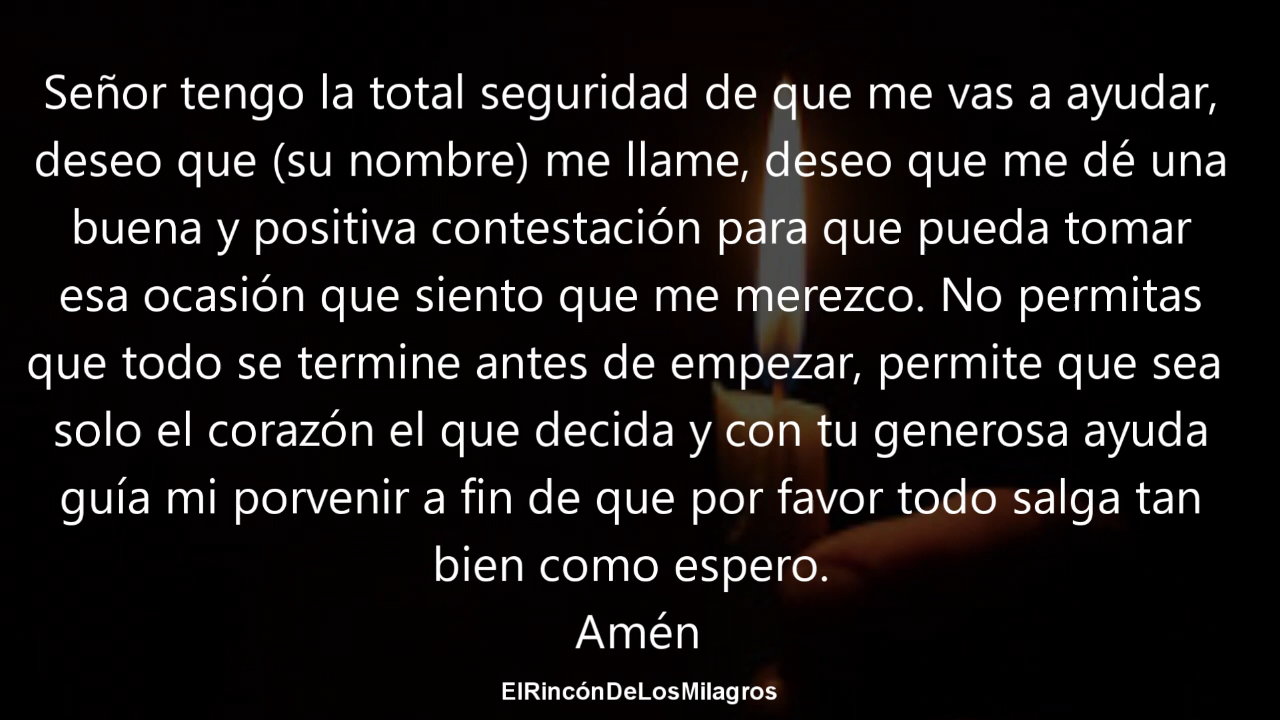 Señor tengo la total seguridad de que me vas a ayudar,
deseo que (su nombre) me llame, deseo que me dé una
buena y positiva contestación para que pueda tomar
esa ocasión que siento que me merezco. No permitas
que todo se termine antes de empezar, permite que sea
solo el corazón el que decida y con tu generosa ayuda
guía mi porvenir a fin de que por favor todo salga tan
bien como espero.
Amén
ElRincónDeLosMilagros